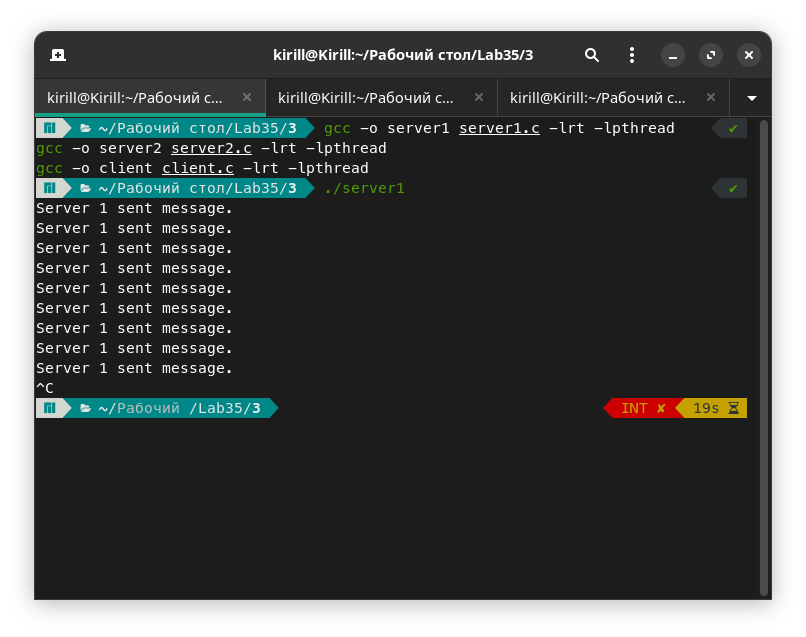 kirill@Kirill:~/Рабочий стол/Lab35/3
kirill@Kirill:~/Рабочий с... kirill@Kirill:~/Рабочий с... kirill@Kirill:~/Рабочий с...
~/Рабочий стол/Lab35/3 gcc -o server1 server1.c -lrt -lpthread ✔
gcc -o server2 server2.c -lrt -lpthread
gcc -o client client.c -lrt -lpthread
~/Рабочий стол/Lab35/3 ./server1 ✔
Server 1 sent message.
Server 1 sent message.
Server 1 sent message.
Server 1 sent message.
Server 1 sent message.
Server 1 sent message.
Server 1 sent message.
Server 1 sent message.
Server 1 sent message.
^C
~/Рабочий /Lab35/3 INT ✘ 19s